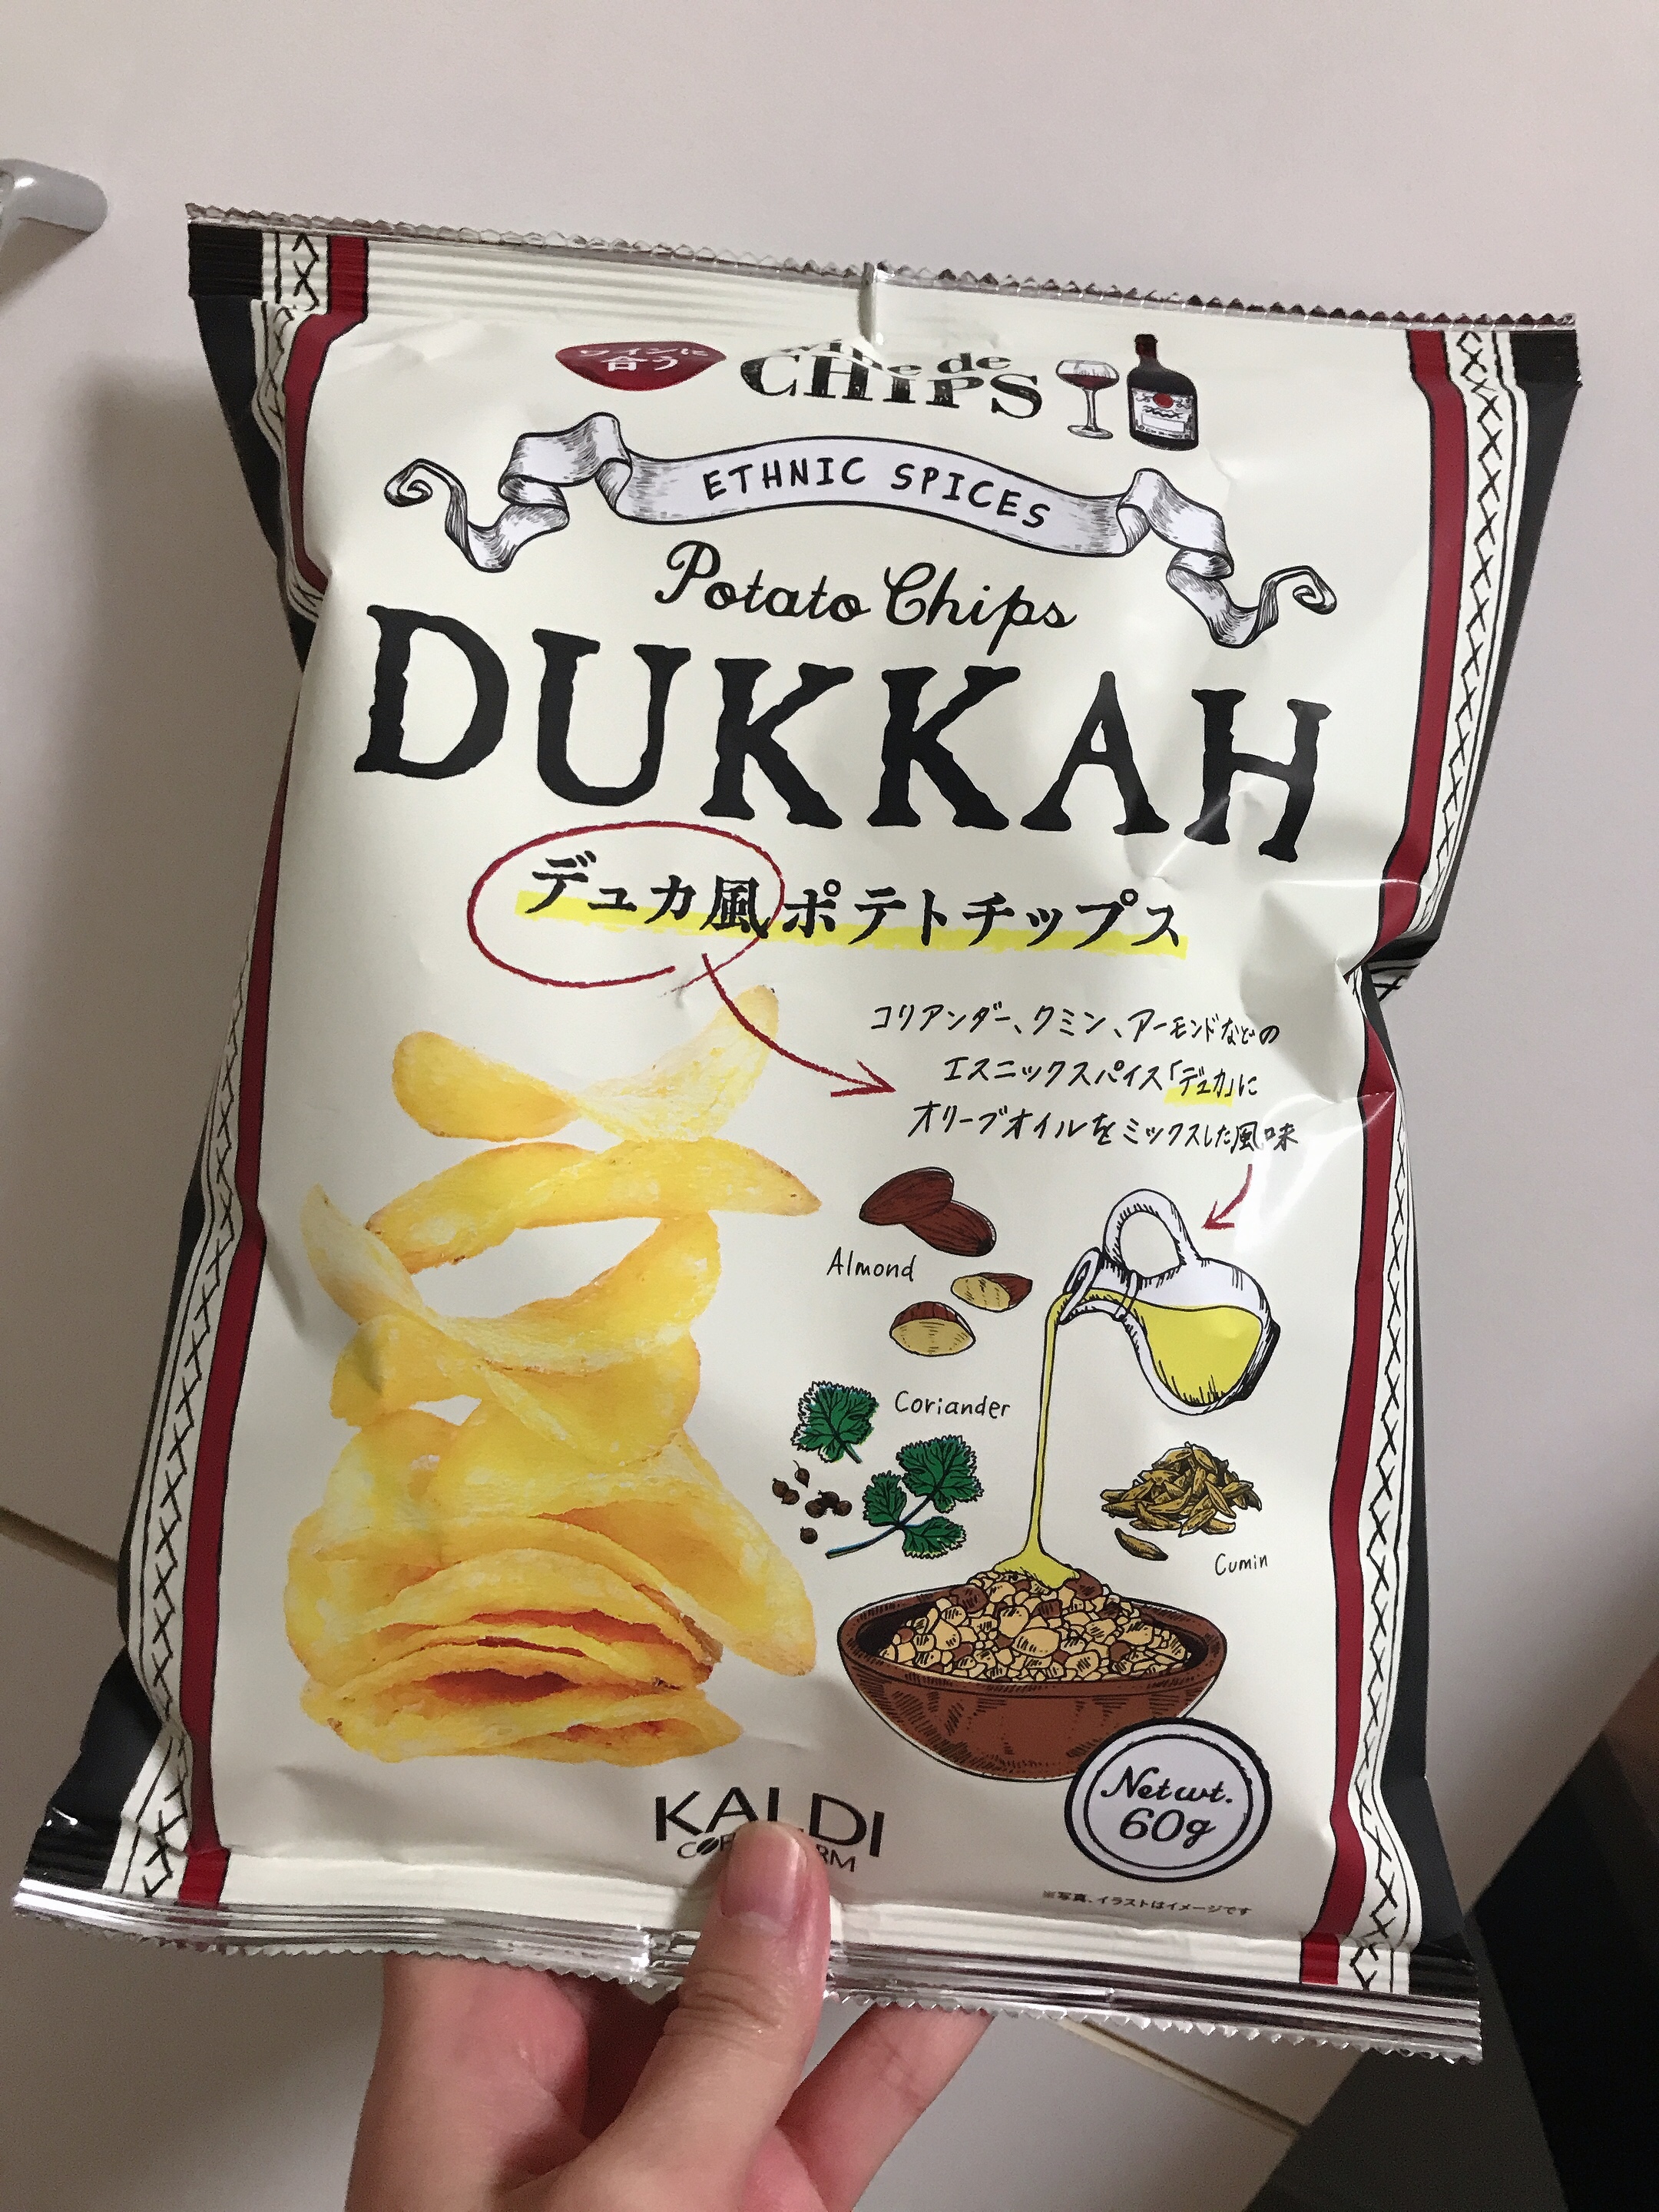 ワインに
合う
wine de
CHIPS
ETHNIC SPICES
Potato Chips
DUKKAH
デュカ風ポテトチップス
コリアンダー、クミン、アーモンドなどの
エスニックスパイス「デュカ」に
オリーブオイルをミックスした風味
Almond
Coriander
Cumin
KALDI
Net wt.
60g
※写真、イラストはイメージです